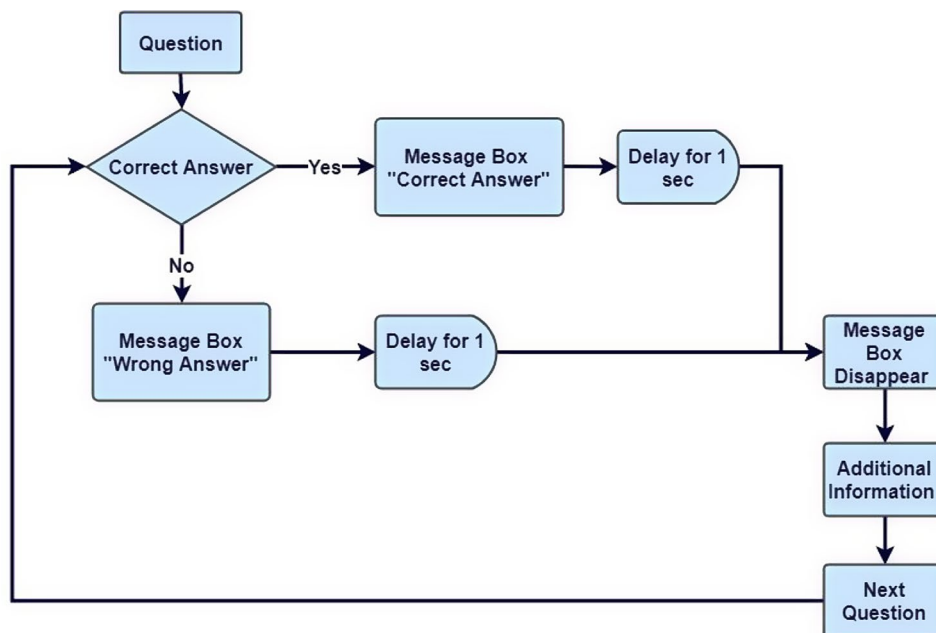 Question
Correct Answer
Yes
Message Box
"Correct Answer"
Delay for 1
sec
No
Message Box
"Wrong Answer"
Delay for 1
sec
Message
Box
Disappear
Additional
Information
Next
Question